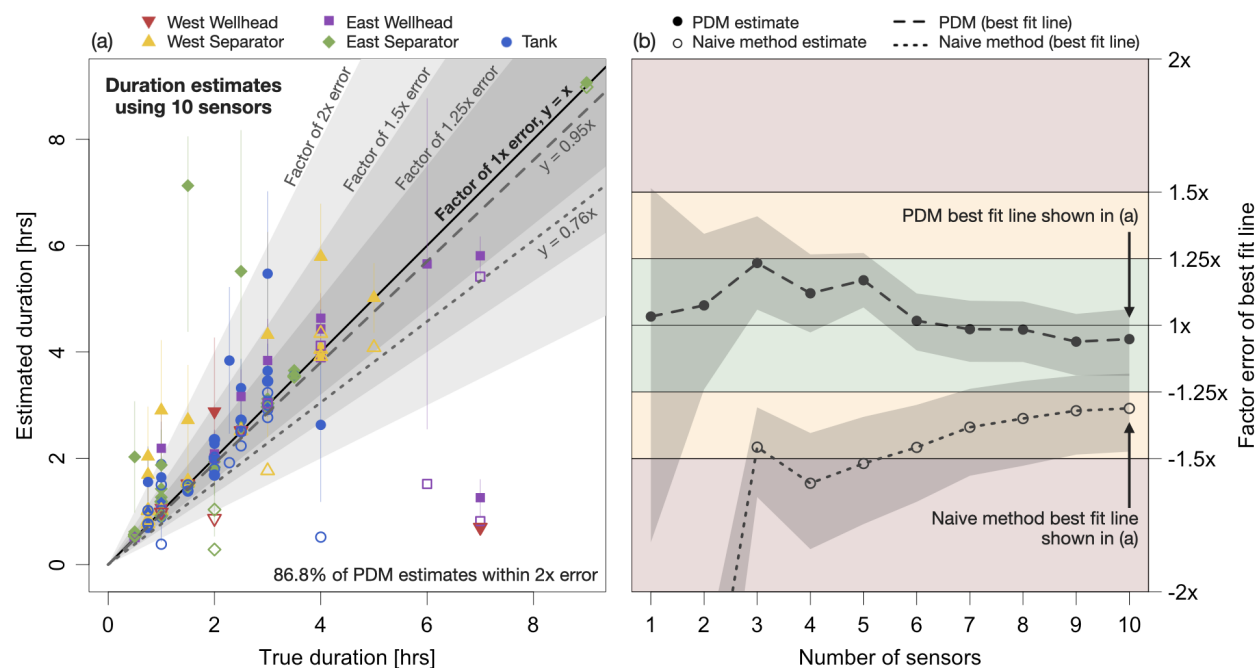 West Wellhead
East Wellhead
West Separator
East Separator
Tank
(a)
Duration estimates
using 10 sensors
Factor of 2x error
Factor of 1.5x error
Factor of 1.25x error
Factor of 1x error, y = x
y = 0.95x
y = 0.76x
86.8% of PDM estimates within 2x error
Estimated duration [hrs]
0
2
4
6
8
0 2 4 6 8
True duration [hrs]
PDM estimate
PDM (best fit line)
Naive method estimate
Naive method (best fit line)
(b)
PDM best fit line shown in (a)
Naive method best fit line
shown in (a)
2x
1.5x
1.25x
1x
-1.25x
-1.5x
-2x
Factor error of best fit line
1 2 3 4 5 6 7 8 9 10
Number of sensors